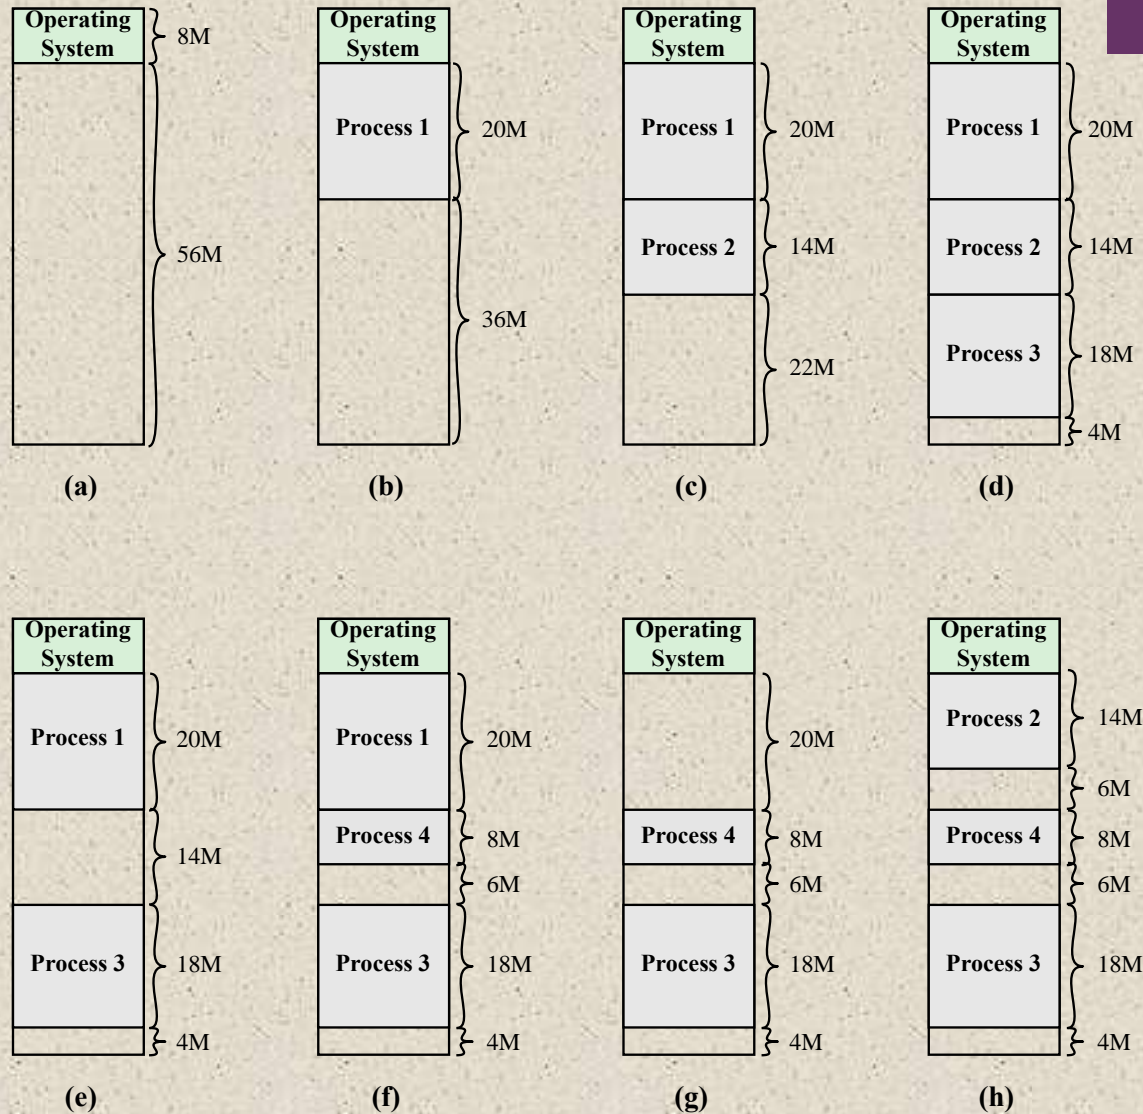 Operating
System
8M
56M
(a)
Operating
System
Process 1
20M
36M
(b)
Operating
System
Process 1
20M
Process 2
14M
22M
(c)
Operating
System
Process 1
20M
Process 2
14M
Process 3
18M
4M
(d)
Operating
System
Process 1
20M
14M
Process 3
18M
4M
(e)
Operating
System
Process 1
20M
Process 4
8M
6M
Process 3
18M
4M
(f)
Operating
System
20M
Process 4
8M
6M
Process 3
18M
4M
(g)
Operating
System
Process 2
14M
6M
Process 4
8M
6M
Process 3
18M
4M
(h)